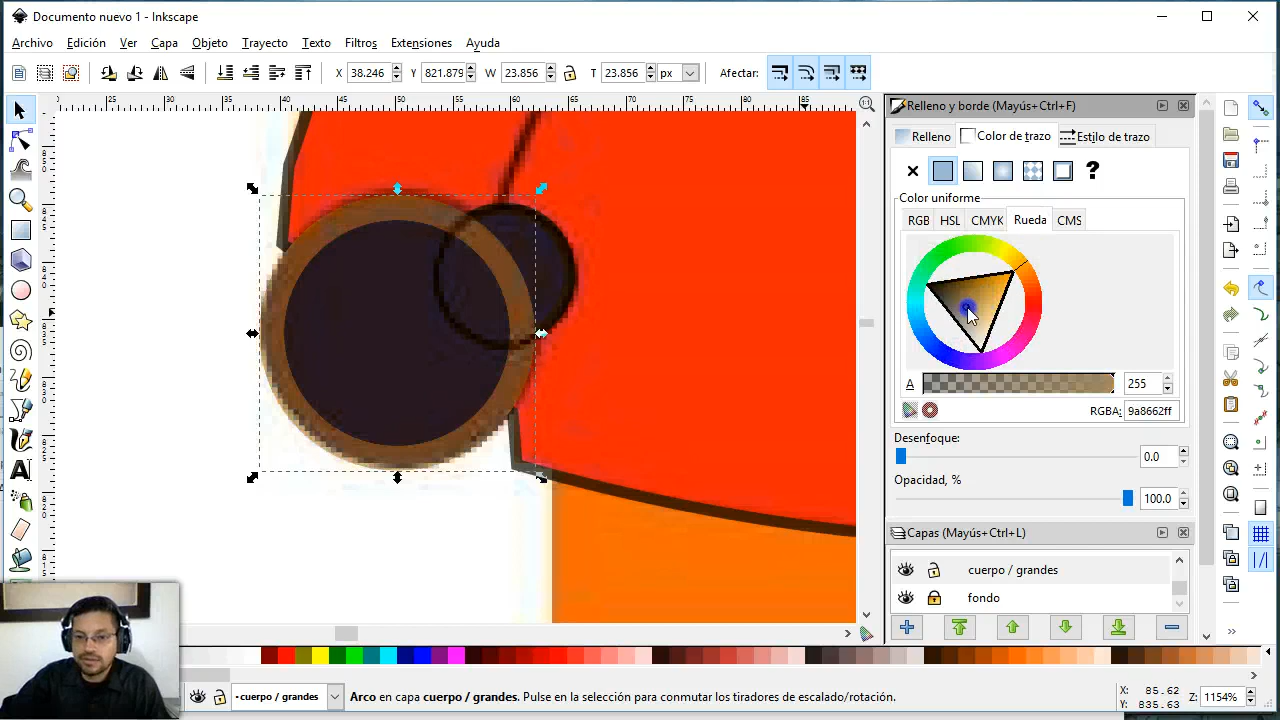 Documento nuevo 1 - Inkscape
Archivo Edición Ver Capa Objeto Trayecto Texto Filtros Extensiones Ayuda
X 38.246 Y 821.879 W 23.856 T 23.856 px Afectar:
Relleno y borde (Mayús+Ctrl+F)
Relleno Color de trazo Estilo de trazo
Color uniforme
RGB HSL CMYK Rueda CMS
A 255
RGBA: 9a8662ff
Desenfoque:
0.0
Opacidad, %
100.0
Capas (Mayús+Ctrl+L)
cuerpo / grandes
fondo
cuerpo / grandes Arco en capa cuerpo / grandes. Pulse en la selección para conmutar los tiradores de escalado/rotación.
X: 85.62
Y: 835.63
Z: 1154%